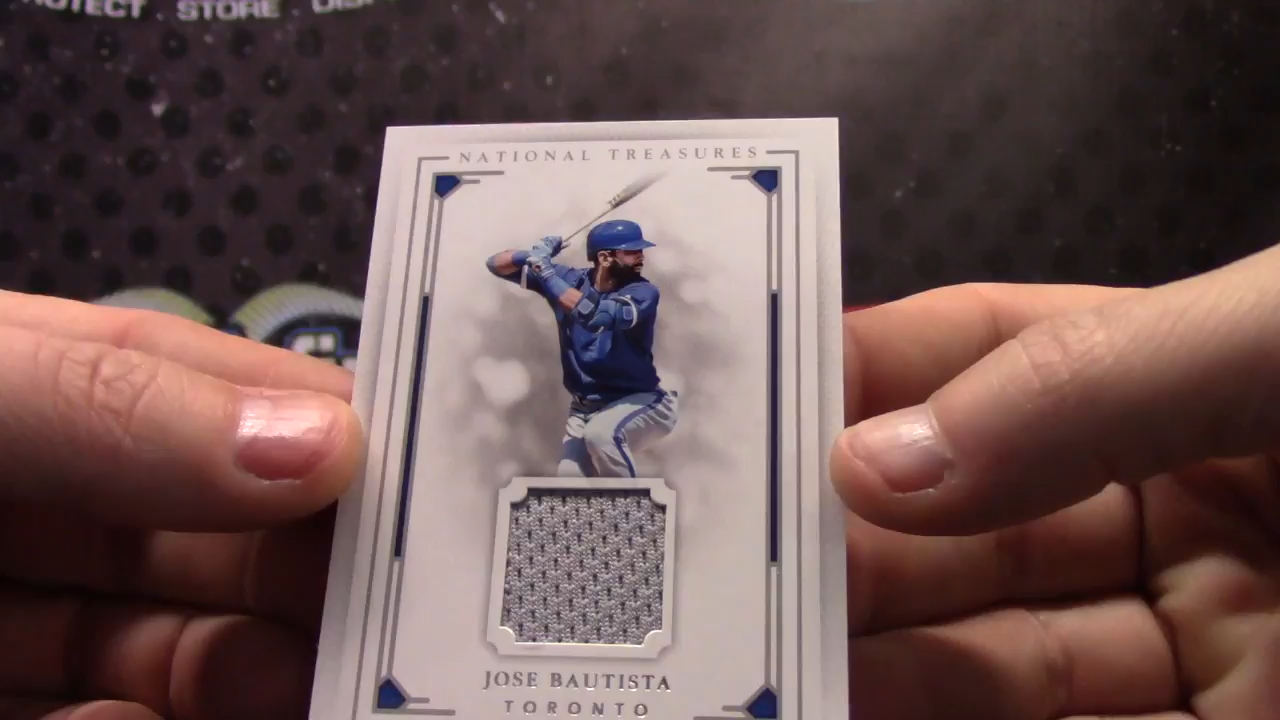 PROTECT . STORE .
NATIONAL TREASURES
JOSE BAUTISTA
TORONTO